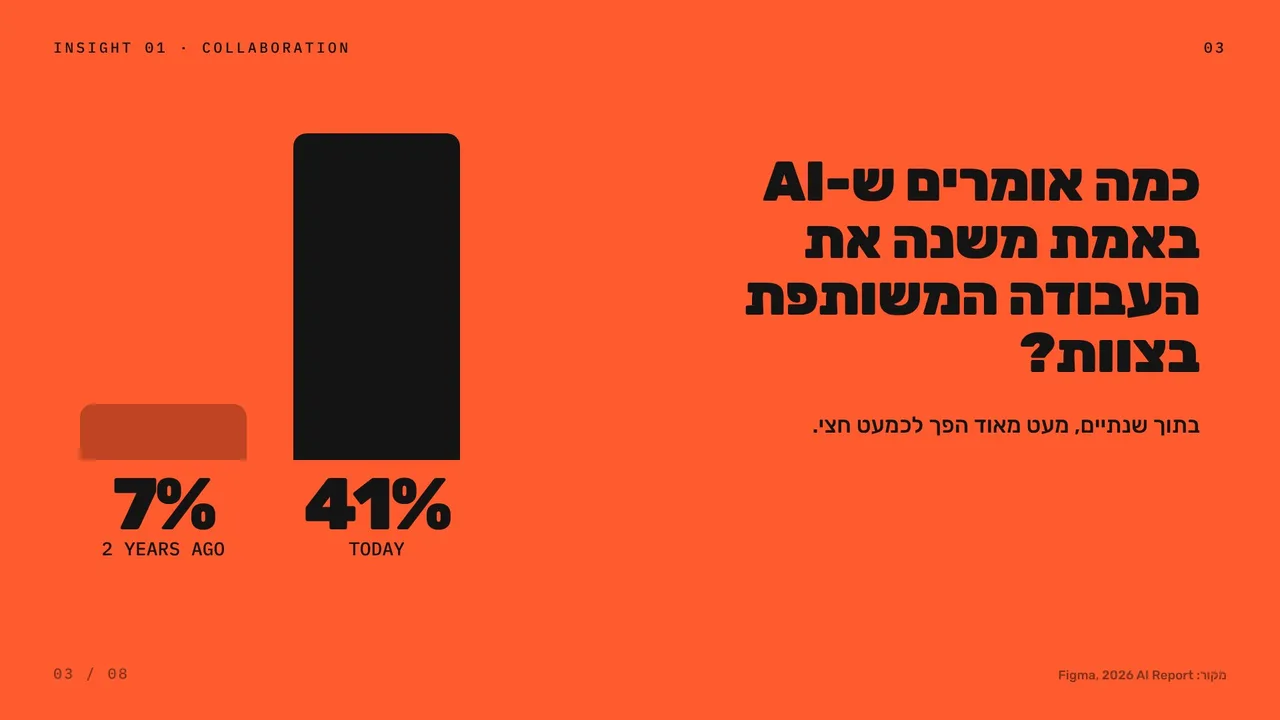 INSIGHT 01 · COLLABORATION
03
כמה אומרים ש-AI
באמת משנה את
העבודה המשותפת
בצוות?
בתוך שנתיים, מעט מאוד הפך לכמעט חצי.
7%
2 YEARS AGO
41%
TODAY
03 / 08
מקור: Figma, 2026 AI Report